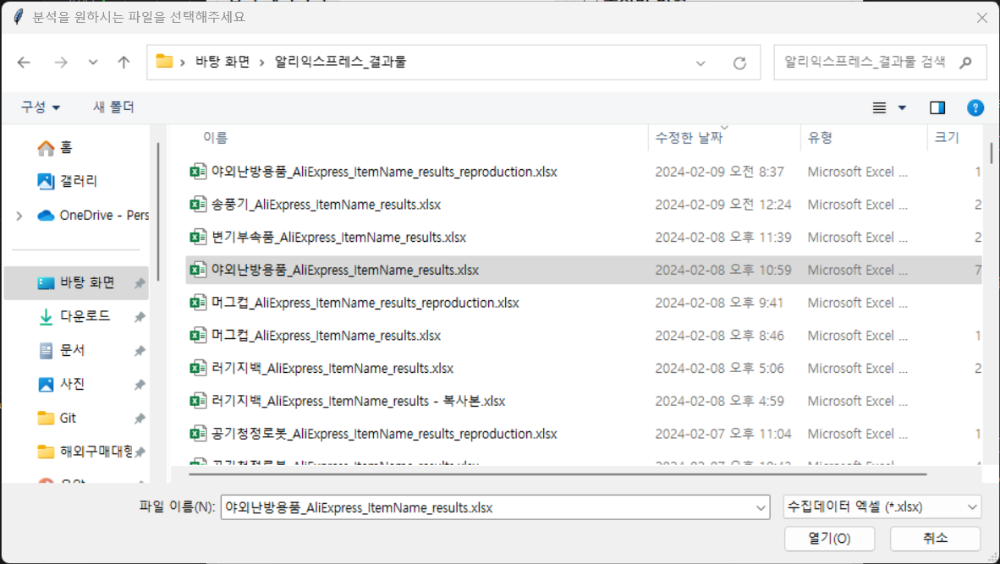 분석을 원하시는 파일을 선택해주세요
바탕 화면 > 알리익스프레스_결과물
알리익스프레스_결과물 검색
구성
새 폴더
홈
갤러리
OneDrive - Pers
바탕 화면
다운로드
문서
사진
Git
해외구매대행
이름 수정한 날짜 유형 크기
야외난방용품_AliExpress_ItemName_results_reproduction.xlsx 2024-02-09 오전 8:37 Microsoft Excel ... 1
송풍기_AliExpress_ItemName_results.xlsx 2024-02-09 오전 12:24 Microsoft Excel ... 2
변기부속품_AliExpress_ItemName_results.xlsx 2024-02-08 오후 11:39 Microsoft Excel ... 2
야외난방용품_AliExpress_ItemName_results.xlsx 2024-02-08 오후 10:59 Microsoft Excel ... 7
머그컵_AliExpress_ItemName_results_reproduction.xlsx 2024-02-08 오후 9:41 Microsoft Excel ...
머그컵_AliExpress_ItemName_results.xlsx 2024-02-08 오후 8:46 Microsoft Excel ... 1
러기지백_AliExpress_ItemName_results.xlsx 2024-02-08 오후 5:06 Microsoft Excel ... 2
러기지백_AliExpress_ItemName_results - 복사본.xlsx 2024-02-08 오후 4:59 Microsoft Excel ...
공기청정로봇_AliExpress_ItemName_results_reproduction.xlsx 2024-02-07 오후 11:04 Microsoft Excel ... 1
파일 이름(N): 야외난방용품_AliExpress_ItemName_results.xlsx
수집데이터 엑셀 (*.xlsx)
열기(O)
취소